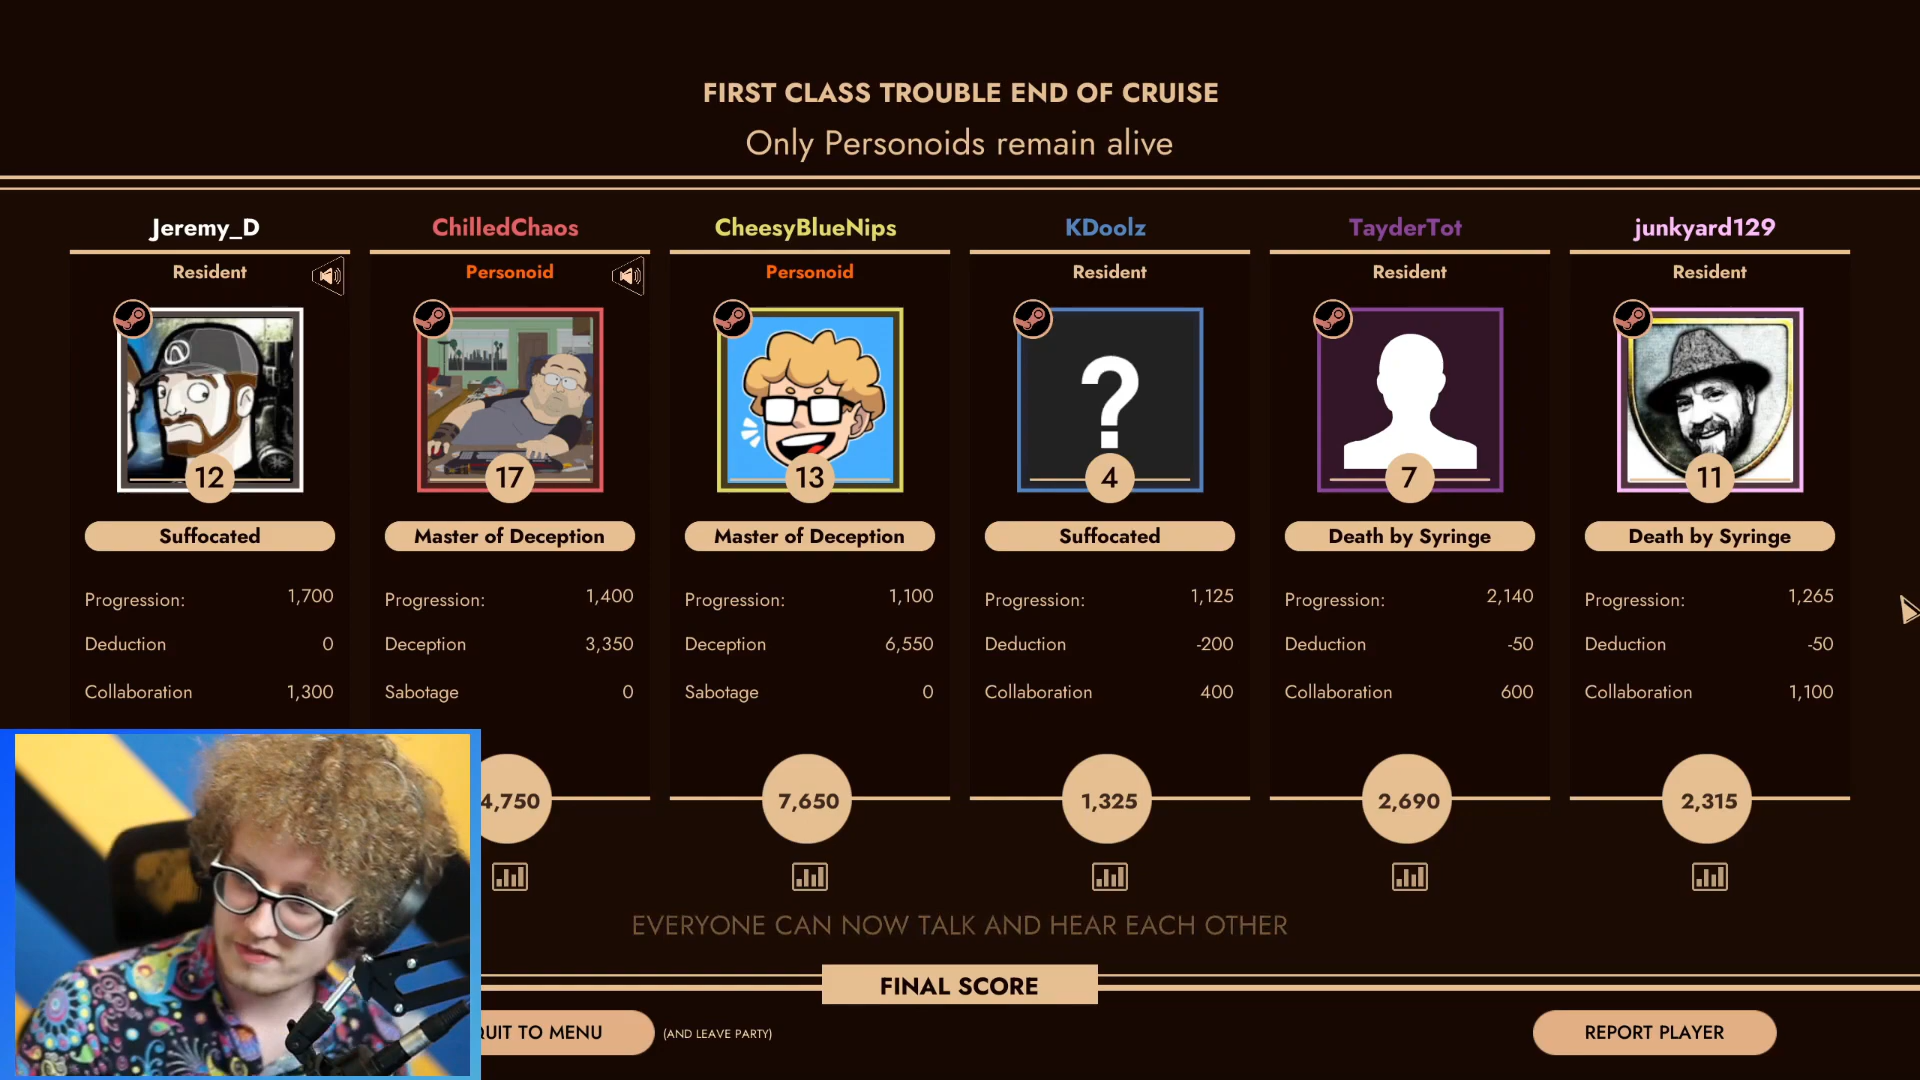 FIRST CLASS TROUBLE END OF CRUISE
Only Personoids remain alive
Jeremy_D ChilledChaos CheesyBlueNips KDoolz TayderTot junkyard129
Resident Personoid Personoid Resident Resident Resident
12 17 13 4 7 11
Suffocated Master of Deception Master of Deception Suffocated Death by Syringe Death by Syringe
Progression: 1,700 Progression: 1,400 Progression: 1,100 Progression: 1,125 Progression: 2,140 Progression: 1,265
Deduction 0 Deception 3,350 Deception 6,550 Deduction -200 Deduction -50 Deduction -50
Collaboration 1,300 Sabotage 0 Sabotage 0 Collaboration 400 Collaboration 600 Collaboration 1,100
4,750 7,650 1,325 2,690 2,315
?
EVERYONE CAN NOW TALK AND HEAR EACH OTHER
FINAL SCORE
QUIT TO MENU (AND LEAVE PARTY) REPORT PLAYER